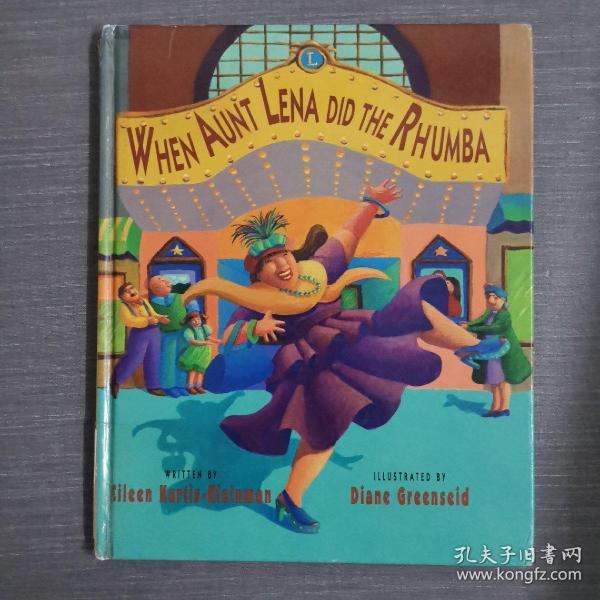 L
WHEN AUNT LENA DID THE RHUMBA
WRITTEN BY
Eileen Kurtis-Kleinman
ILLUSTRATED BY
Diane Greenseid
孔夫子旧书网
www.kongfz.com